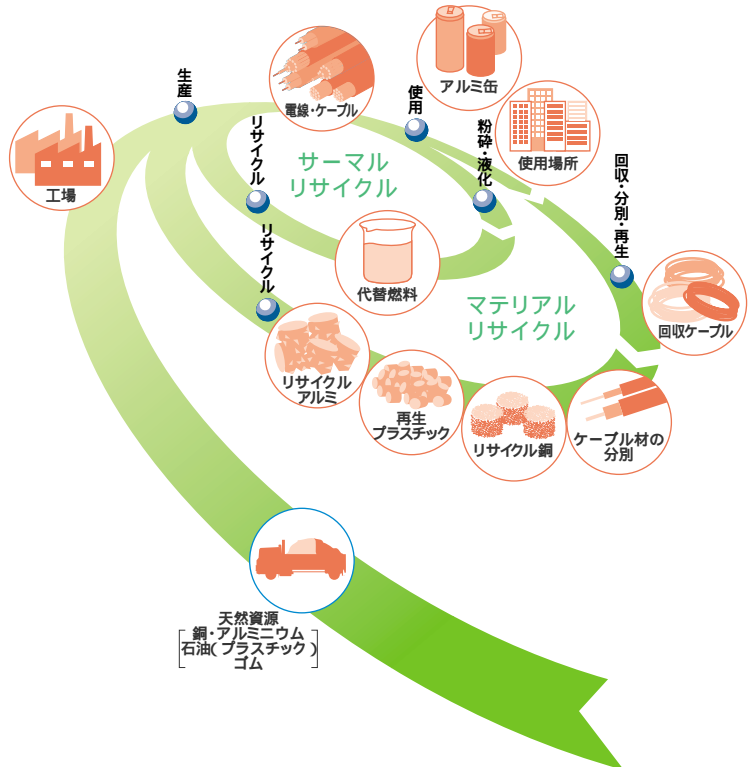 生産
工場
電線・ケーブル
アルミ缶
使用
使用場所
粉砕・液化
回収・分別・再生
リサイクル
サーマル
リサイクル
代替燃料
リサイクル
マテリアル
リサイクル
回収ケーブル
リサイクル
アルミ
再生
プラスチック
リサイクル銅
ケーブル材の
分別
天然資源
銅・アルミニウム
石油(プラスチック)
ゴム